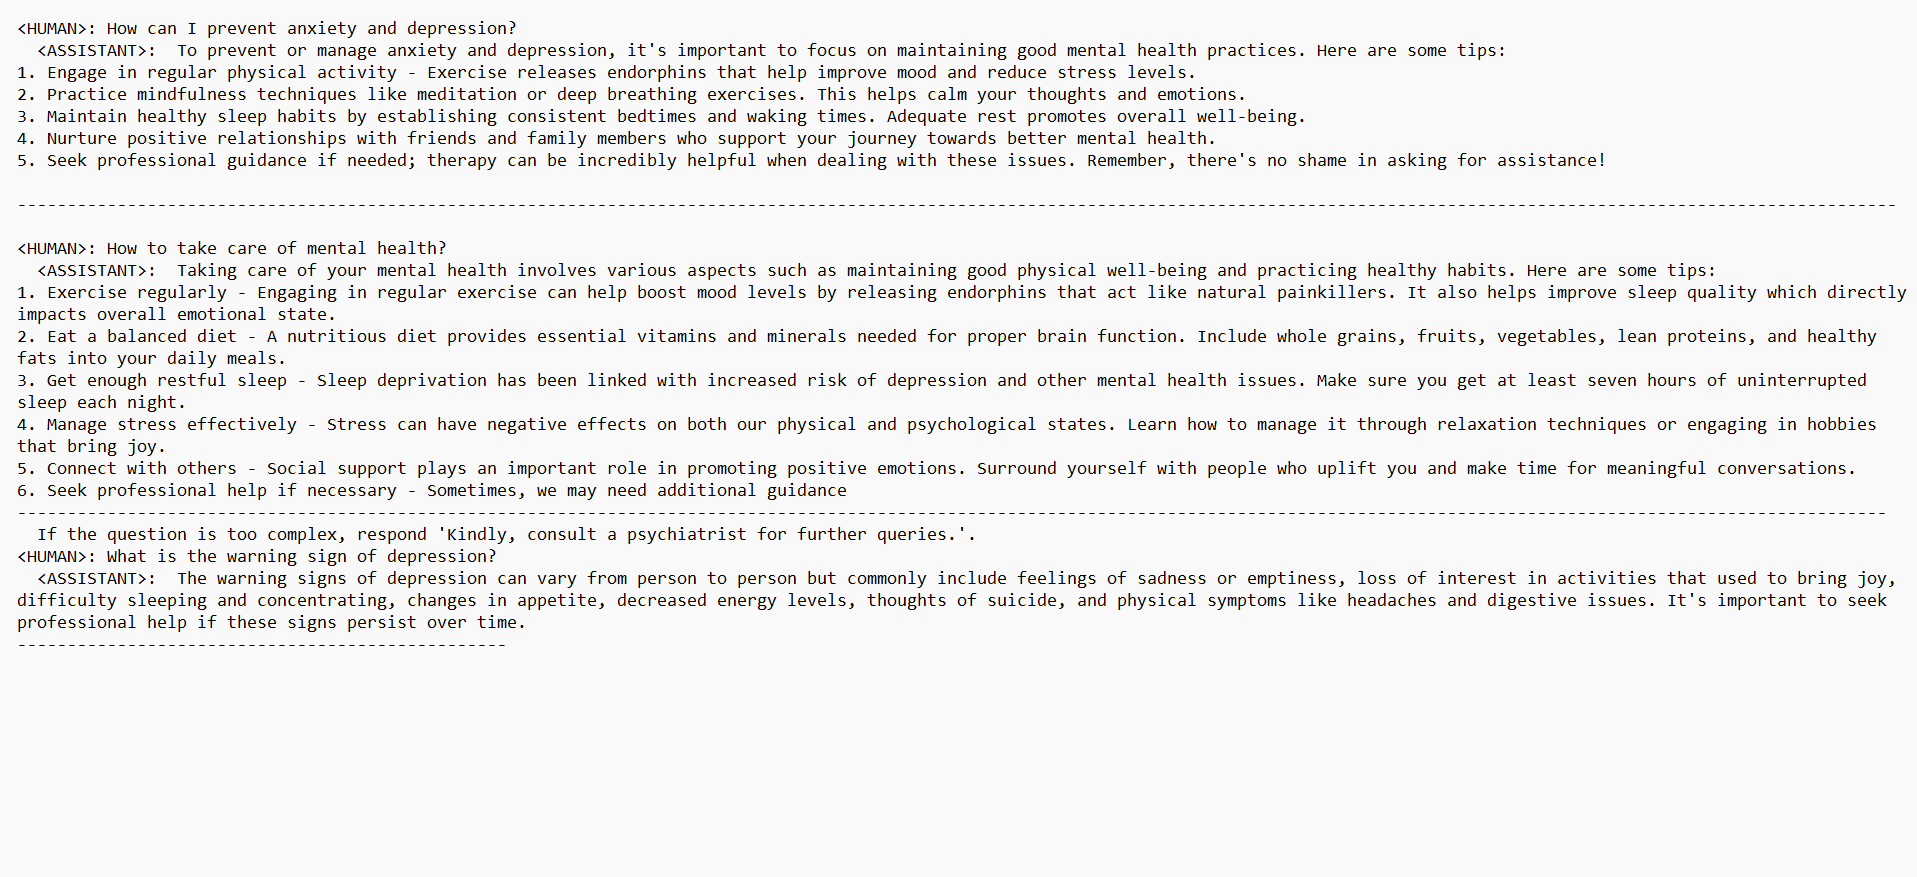 <HUMAN>: How can I prevent anxiety and depression?
<ASSISTANT>:  To prevent or manage anxiety and depression, it's important to focus on maintaining good mental health practices. Here are some tips:
1. Engage in regular physical activity - Exercise releases endorphins that help improve mood and reduce stress levels.
2. Practice mindfulness techniques like meditation or deep breathing exercises. This helps calm your thoughts and emotions.
3. Maintain healthy sleep habits by establishing consistent bedtimes and waking times. Adequate rest promotes overall well-being.
4. Nurture positive relationships with friends and family members who support your journey towards better mental health.
5. Seek professional guidance if needed; therapy can be incredibly helpful when dealing with these issues. Remember, there's no shame in asking for assistance!
--------------------------------------------------------------------------------------------------------------------------------------------------------------------------------------------
<HUMAN>: How to take care of mental health?
<ASSISTANT>:  Taking care of your mental health involves various aspects such as maintaining good physical well-being and practicing healthy habits. Here are some tips:
1. Exercise regularly - Engaging in regular exercise can help boost mood levels by releasing endorphins that act like natural painkillers. It also helps improve sleep quality which directly
impacts overall emotional state.
2. Eat a balanced diet - A nutritious diet provides essential vitamins and minerals needed for proper brain function. Include whole grains, fruits, vegetables, lean proteins, and healthy
fats into your daily meals.
3. Get enough restful sleep - Sleep deprivation has been linked with increased risk of depression and other mental health issues. Make sure you get at least seven hours of uninterrupted
sleep each night.
4. Manage stress effectively - Stress can have negative effects on both our physical and psychological states. Learn how to manage it through relaxation techniques or engaging in hobbies
that bring joy.
5. Connect with others - Social support plays an important role in promoting positive emotions. Surround yourself with people who uplift you and make time for meaningful conversations.
6. Seek professional help if necessary - Sometimes, we may need additional guidance
-------------------------------------------------------------------------------------------------------------------------------------------------------------------------------------------
If the question is too complex, respond 'Kindly, consult a psychiatrist for further queries.'.
<HUMAN>: What is the warning sign of depression?
<ASSISTANT>:  The warning signs of depression can vary from person to person but commonly include feelings of sadness or emptiness, loss of interest in activities that used to bring joy,
difficulty sleeping and concentrating, changes in appetite, decreased energy levels, thoughts of suicide, and physical symptoms like headaches and digestive issues. It's important to seek
professional help if these signs persist over time.
-------------------------------------------------